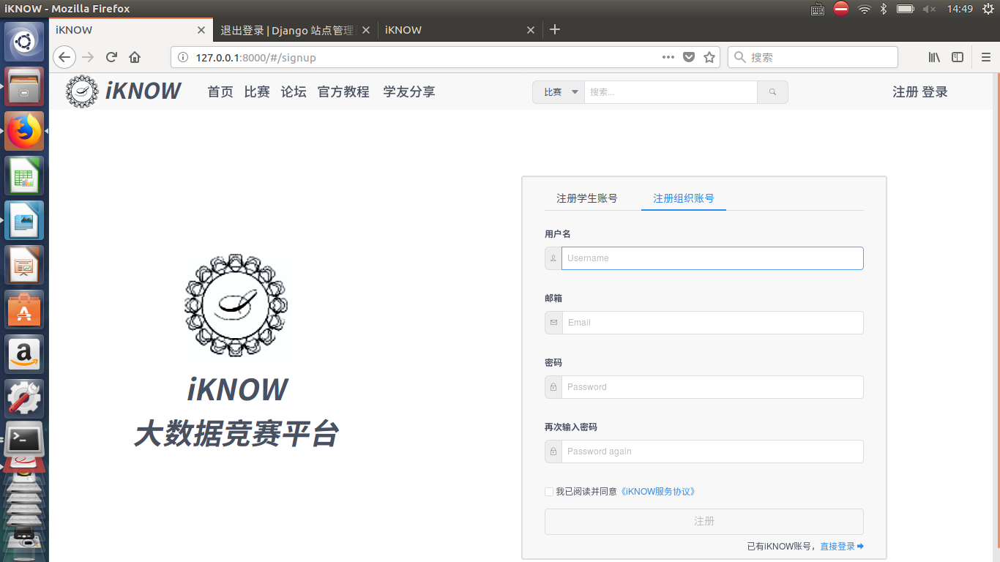 iKNOW - Mozilla Firefox
14:49
iKNOW
退出登录 | Django 站点管理
iKNOW
127.0.0.1:8000/#/signup
搜索
iKNOW 首页 比赛 论坛 官方教程 学友分享
比赛
搜索...
注册 登录
注册学生账号 注册组织账号
用户名
Username
邮箱
Email
密码
Password
再次输入密码
Password again
我已阅读并同意《iKNOW服务协议》
注册
已有iKNOW账号，直接登录
iKNOW
大数据竞赛平台